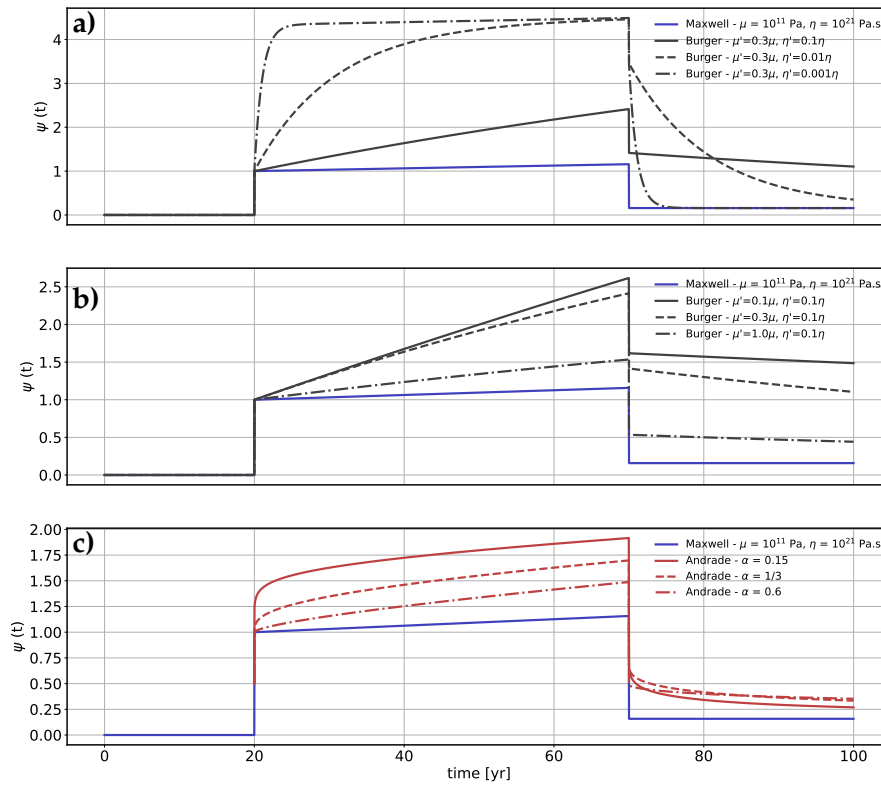 a)
4
3
2
1
0
ψ (t)
Maxwell - μ = 10¹¹ Pa, η = 10²¹ Pa.s
Burger - μ'=0.3μ, η'=0.1η
Burger - μ'=0.3μ, η'=0.01η
Burger - μ'=0.3μ, η'=0.001η
b)
2.5
2.0
1.5
1.0
0.5
0.0
ψ (t)
Maxwell - μ = 10¹¹ Pa, η = 10²¹ Pa.s
Burger - μ'=0.1μ, η'=0.1η
Burger - μ'=0.3μ, η'=0.1η
Burger - μ'=1.0μ, η'=0.1η
c)
2.00
1.75
1.50
1.25
1.00
0.75
0.50
0.25
0.00
ψ (t)
Maxwell - μ = 10¹¹ Pa, η = 10²¹ Pa.s
Andrade - α = 0.15
Andrade - α = 1/3
Andrade - α = 0.6
0 20 40 60 80 100
time [yr]